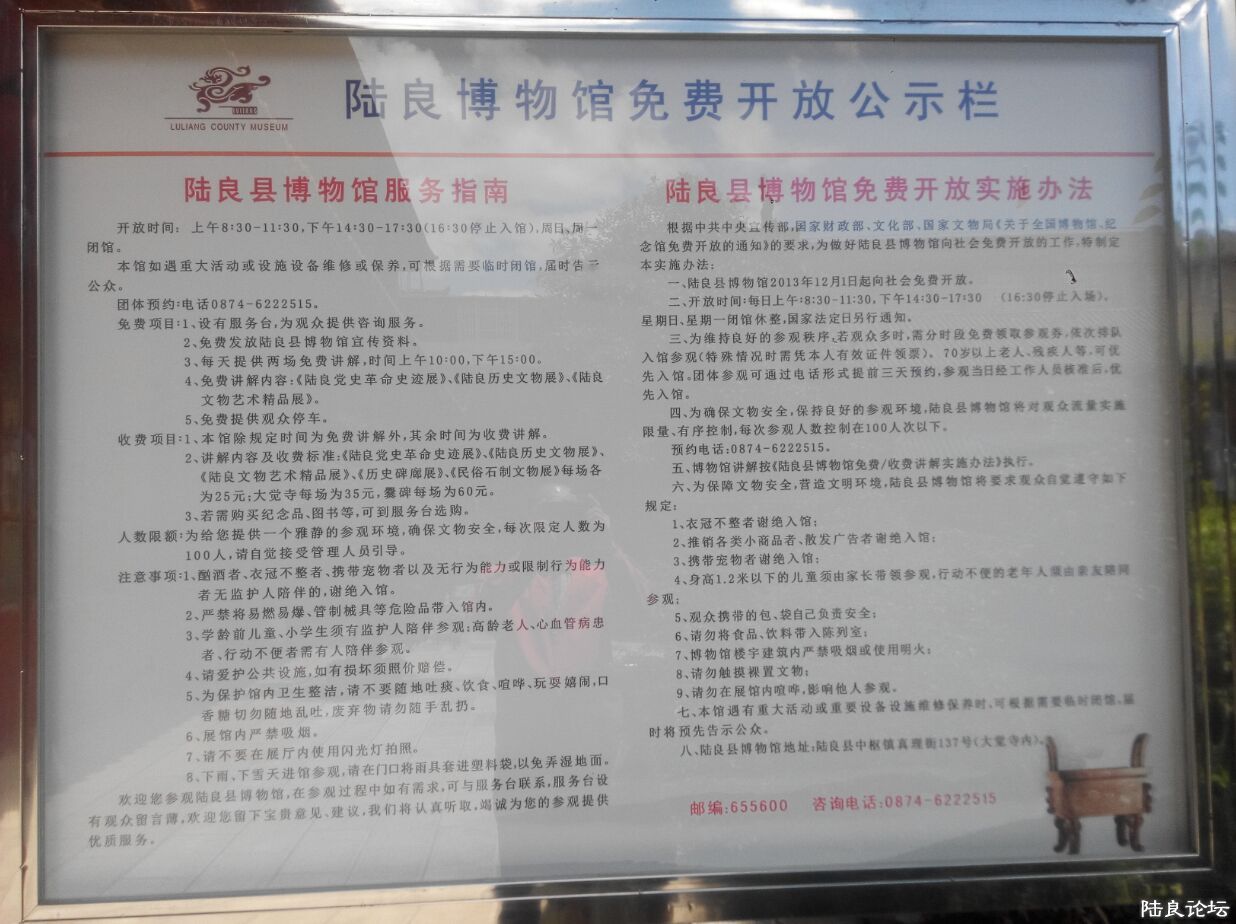 陆良博物馆免费开放公示栏
LULIANG COUNTY MUSEUM
陆良县博物馆服务指南
开放时间：上午8:30-11:30,下午14:30-17:30(16:30停止入馆),周日、周一
闭馆。
本馆如遇重大活动或设施设备维修或保养,可根据需要临时闭馆,届时告示
公众。
团体预约:电话0874-6222515。
免费项目:1、设有服务台,为观众提供咨询服务。
2、免费发放陆良县博物馆宣传资料。
3、每天提供两场免费讲解,时间上午10:00,下午15:00。
4、免费讲解内容:《陆良党史革命史迹展》、《陆良历史文物展》、《陆良
文物艺术精品展》。
5、免费提供观众停车。
收费项目:1、本馆除规定时间为免费讲解外,其余时间为收费讲解。
2、讲解内容及收费标准:《陆良党史革命史迹展》、《陆良历史文物展》、
《陆良文物艺术精品展》、《历史碑廊展》、《民俗石制文物展》每场各
为25元;大觉寺每场为35元,爨碑每场为60元。
3、若需购买纪念品、图书等,可到服务台选购。
人数限额:为给您提供一个雅静的参观环境,确保文物安全,每次限定人数为
100人,请自觉接受管理人员引导。
注意事项:1、酗酒者、衣冠不整者、携带宠物者以及无行为能力或限制行为能力
者无监护人陪伴的,谢绝入馆。
2、严禁将易燃易爆、管制械具等危险品带入馆内。
3、学龄前儿童、小学生须有监护人陪伴参观;高龄老人、心血管病患
者、行动不便者需有人陪伴参观。
4、请爱护公共设施,如有损坏须照价赔偿。
5、为保护馆内卫生整洁,请不要随地吐痰、饮食、喧哗、玩耍嬉闹,口
香糖切勿随地乱吐,废弃物请勿随手乱扔。
6、展馆内严禁吸烟。
7、请不要在展厅内使用闪光灯拍照。
8、下雨、下雪天进馆参观,请在门口将雨具套进塑料袋,以免弄湿地面。
欢迎您参观陆良县博物馆,在参观过程中如有需求,可与服务台联系,服务台设
有观众留言薄,欢迎您留下宝贵意见、建议,我们将认真听取,竭诚为您的参观提供
优质服务。
陆良县博物馆免费开放实施办法
根据中共中央宣传部,国家财政部、文化部、国家文物局《关于全国博物馆、纪
念馆免费开放的通知》的要求,为做好陆良县博物馆向社会免费开放的工作,特制定
本实施办法:
一、陆良县博物馆2013年12月1日起向社会免费开放。
二、开放时间:每日上午:8:30-11:30,下午14:30-17:30 (16:30停止入场)。
星期日、星期一闭馆休整,国家法定日另行通知。
三、为维持良好的参观秩序,若观众多时,需分时段免费领取参观券,依次排队
入馆参观(特殊情况时需凭本人有效证件领票)。70岁以上老人、残疾人等,可优
先入馆。团体参观可通过电话形式提前三天预约,参观当日经工作人员核准后,优
先入馆。
四、为确保文物安全,保持良好的参观环境,陆良县博物馆将对观众流量实施
限量、有序控制,每次参观人数控制在100人次以下。
预约电话:0874-6222515。
五、博物馆讲解按《陆良县博物馆免费/收费讲解实施办法》执行。
六、为保障文物安全,营造文明环境,陆良县博物馆将要求观众自觉遵守如下
规定:
1、衣冠不整者谢绝入馆;
2、推销各类小商品者、散发广告者谢绝入馆;
3、携带宠物者谢绝入馆;
4、身高1.2米以下的儿童须由家长带领参观,行动不便的老年人须由亲友陪同
参观;
5、观众携带的包、袋自己负责安全;
6、请勿将食品、饮料带入陈列室;
7、博物馆楼宇建筑内严禁吸烟或使用明火;
8、请勿触摸裸置文物;
9、请勿在展馆内喧哗,影响他人参观。
七、本馆遇有重大活动或重要设备设施维修保养时,可根据需要临时闭馆,届
时将预先告示公众。
八、陆良县博物馆地址:陆良县中枢镇真理街137号(大觉寺内)。
邮编:655600 咨询电话:0874-6222515
陆良论坛